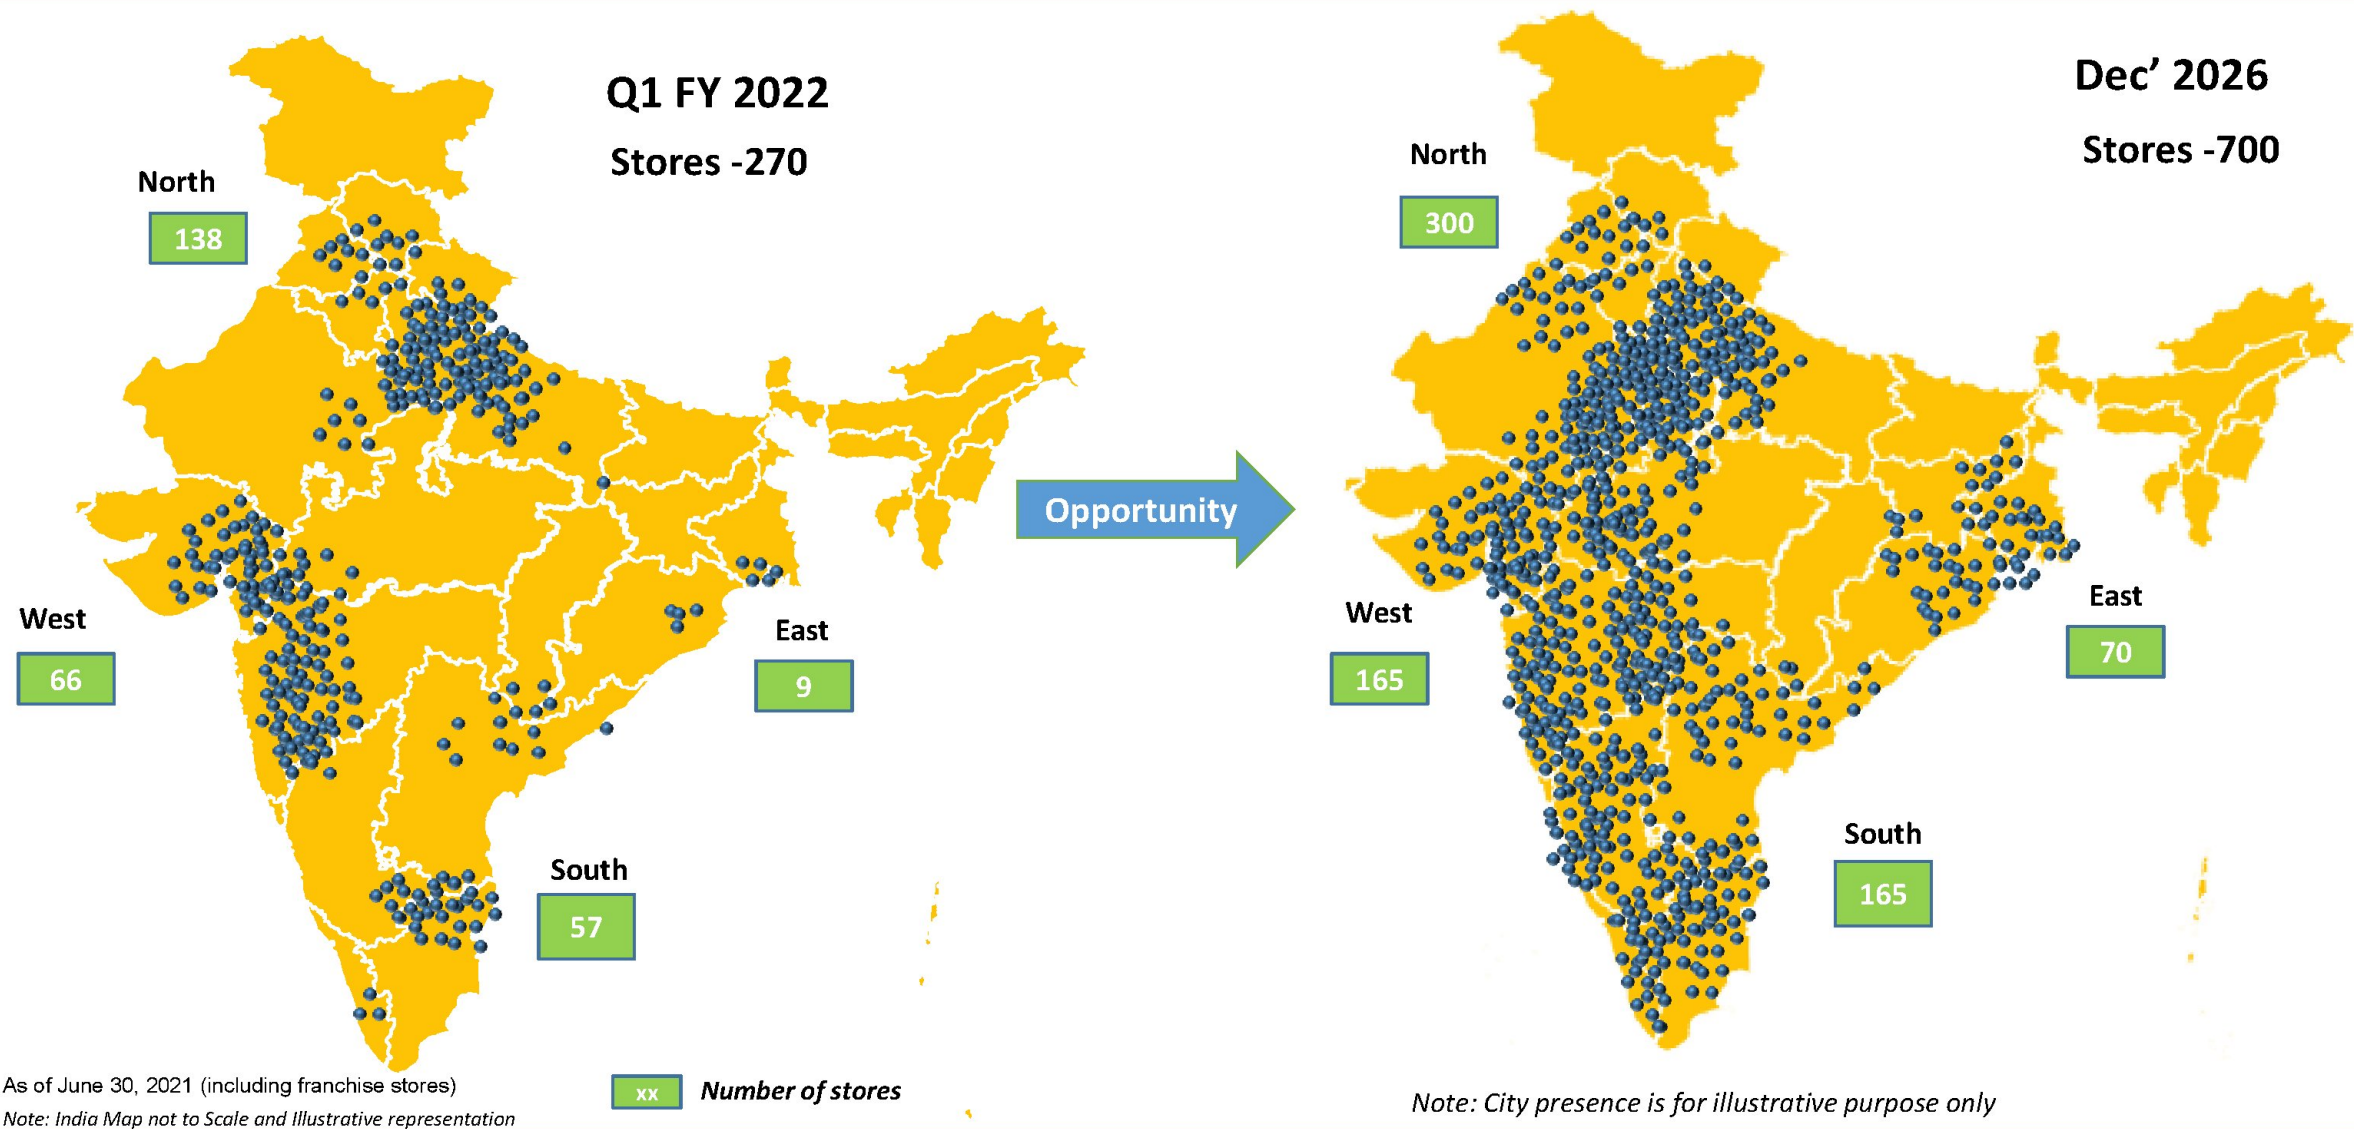 Q1 FY 2022
Stores -270
North
138
West
66
East
9
South
57
As of June 30, 2021 (including franchise stores)
Note: India Map not to Scale and Illustrative representation
xx
Number of stores
Opportunity
Dec’ 2026
Stores -700
North
300
West
165
East
70
South
165
Note: City presence is for illustrative purpose only